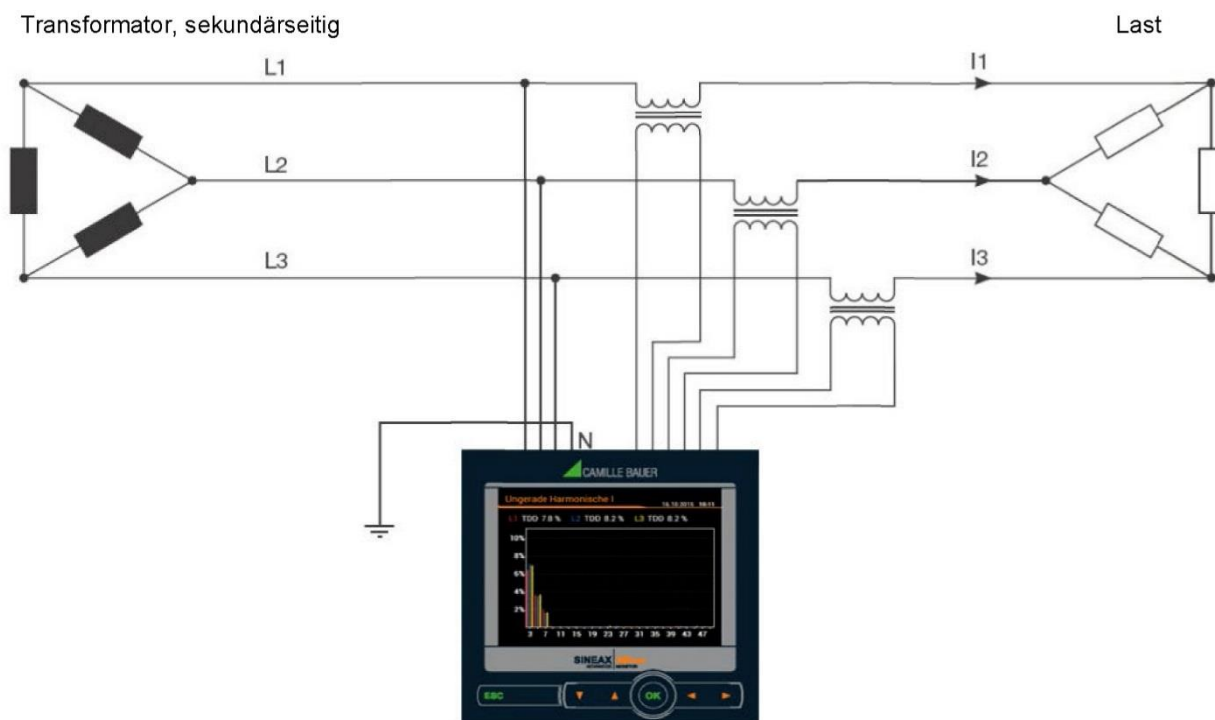 Transformator, sekundärseitig
Last
L1
I1
L2
I2
L3
I3
N
CAMILLE BAUER
Ungerade Harmonische I
L1 TDD 7.8 % L2 TDD 8.2 % L3 TDD 8.2 %
10%
8%
6%
4%
2%
3 7 11 15 19 23 27 31 35 39 43 47
SINEAX
ESC
OK